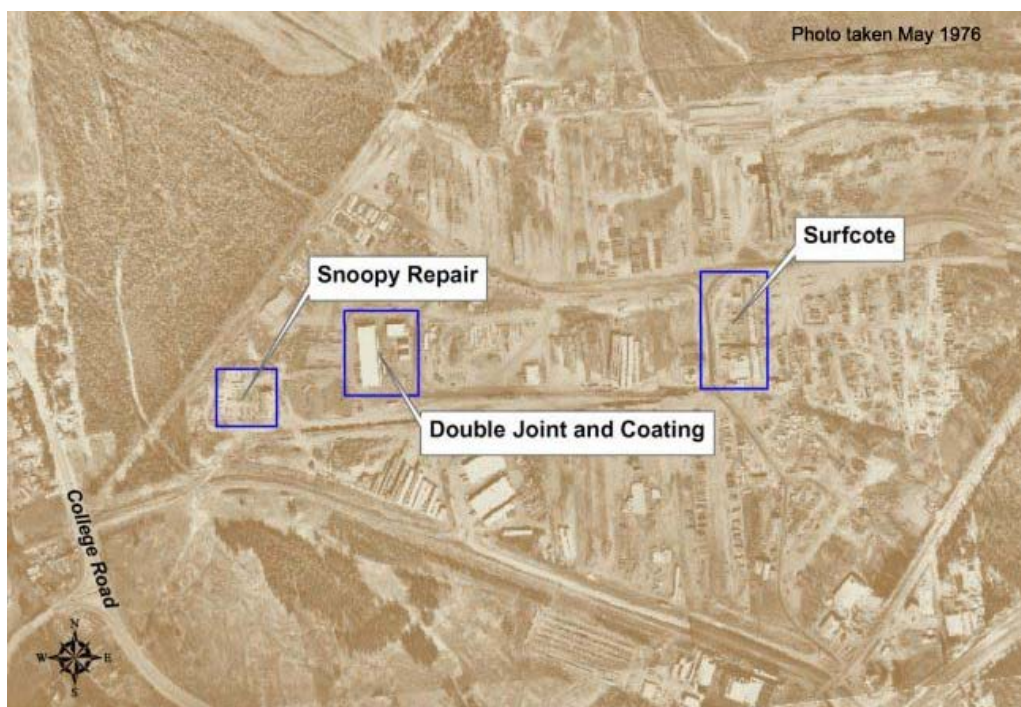 Photo taken May 1976
Surfcote
Snoopy Repair
Double Joint and Coating
College Road
N
W E
S